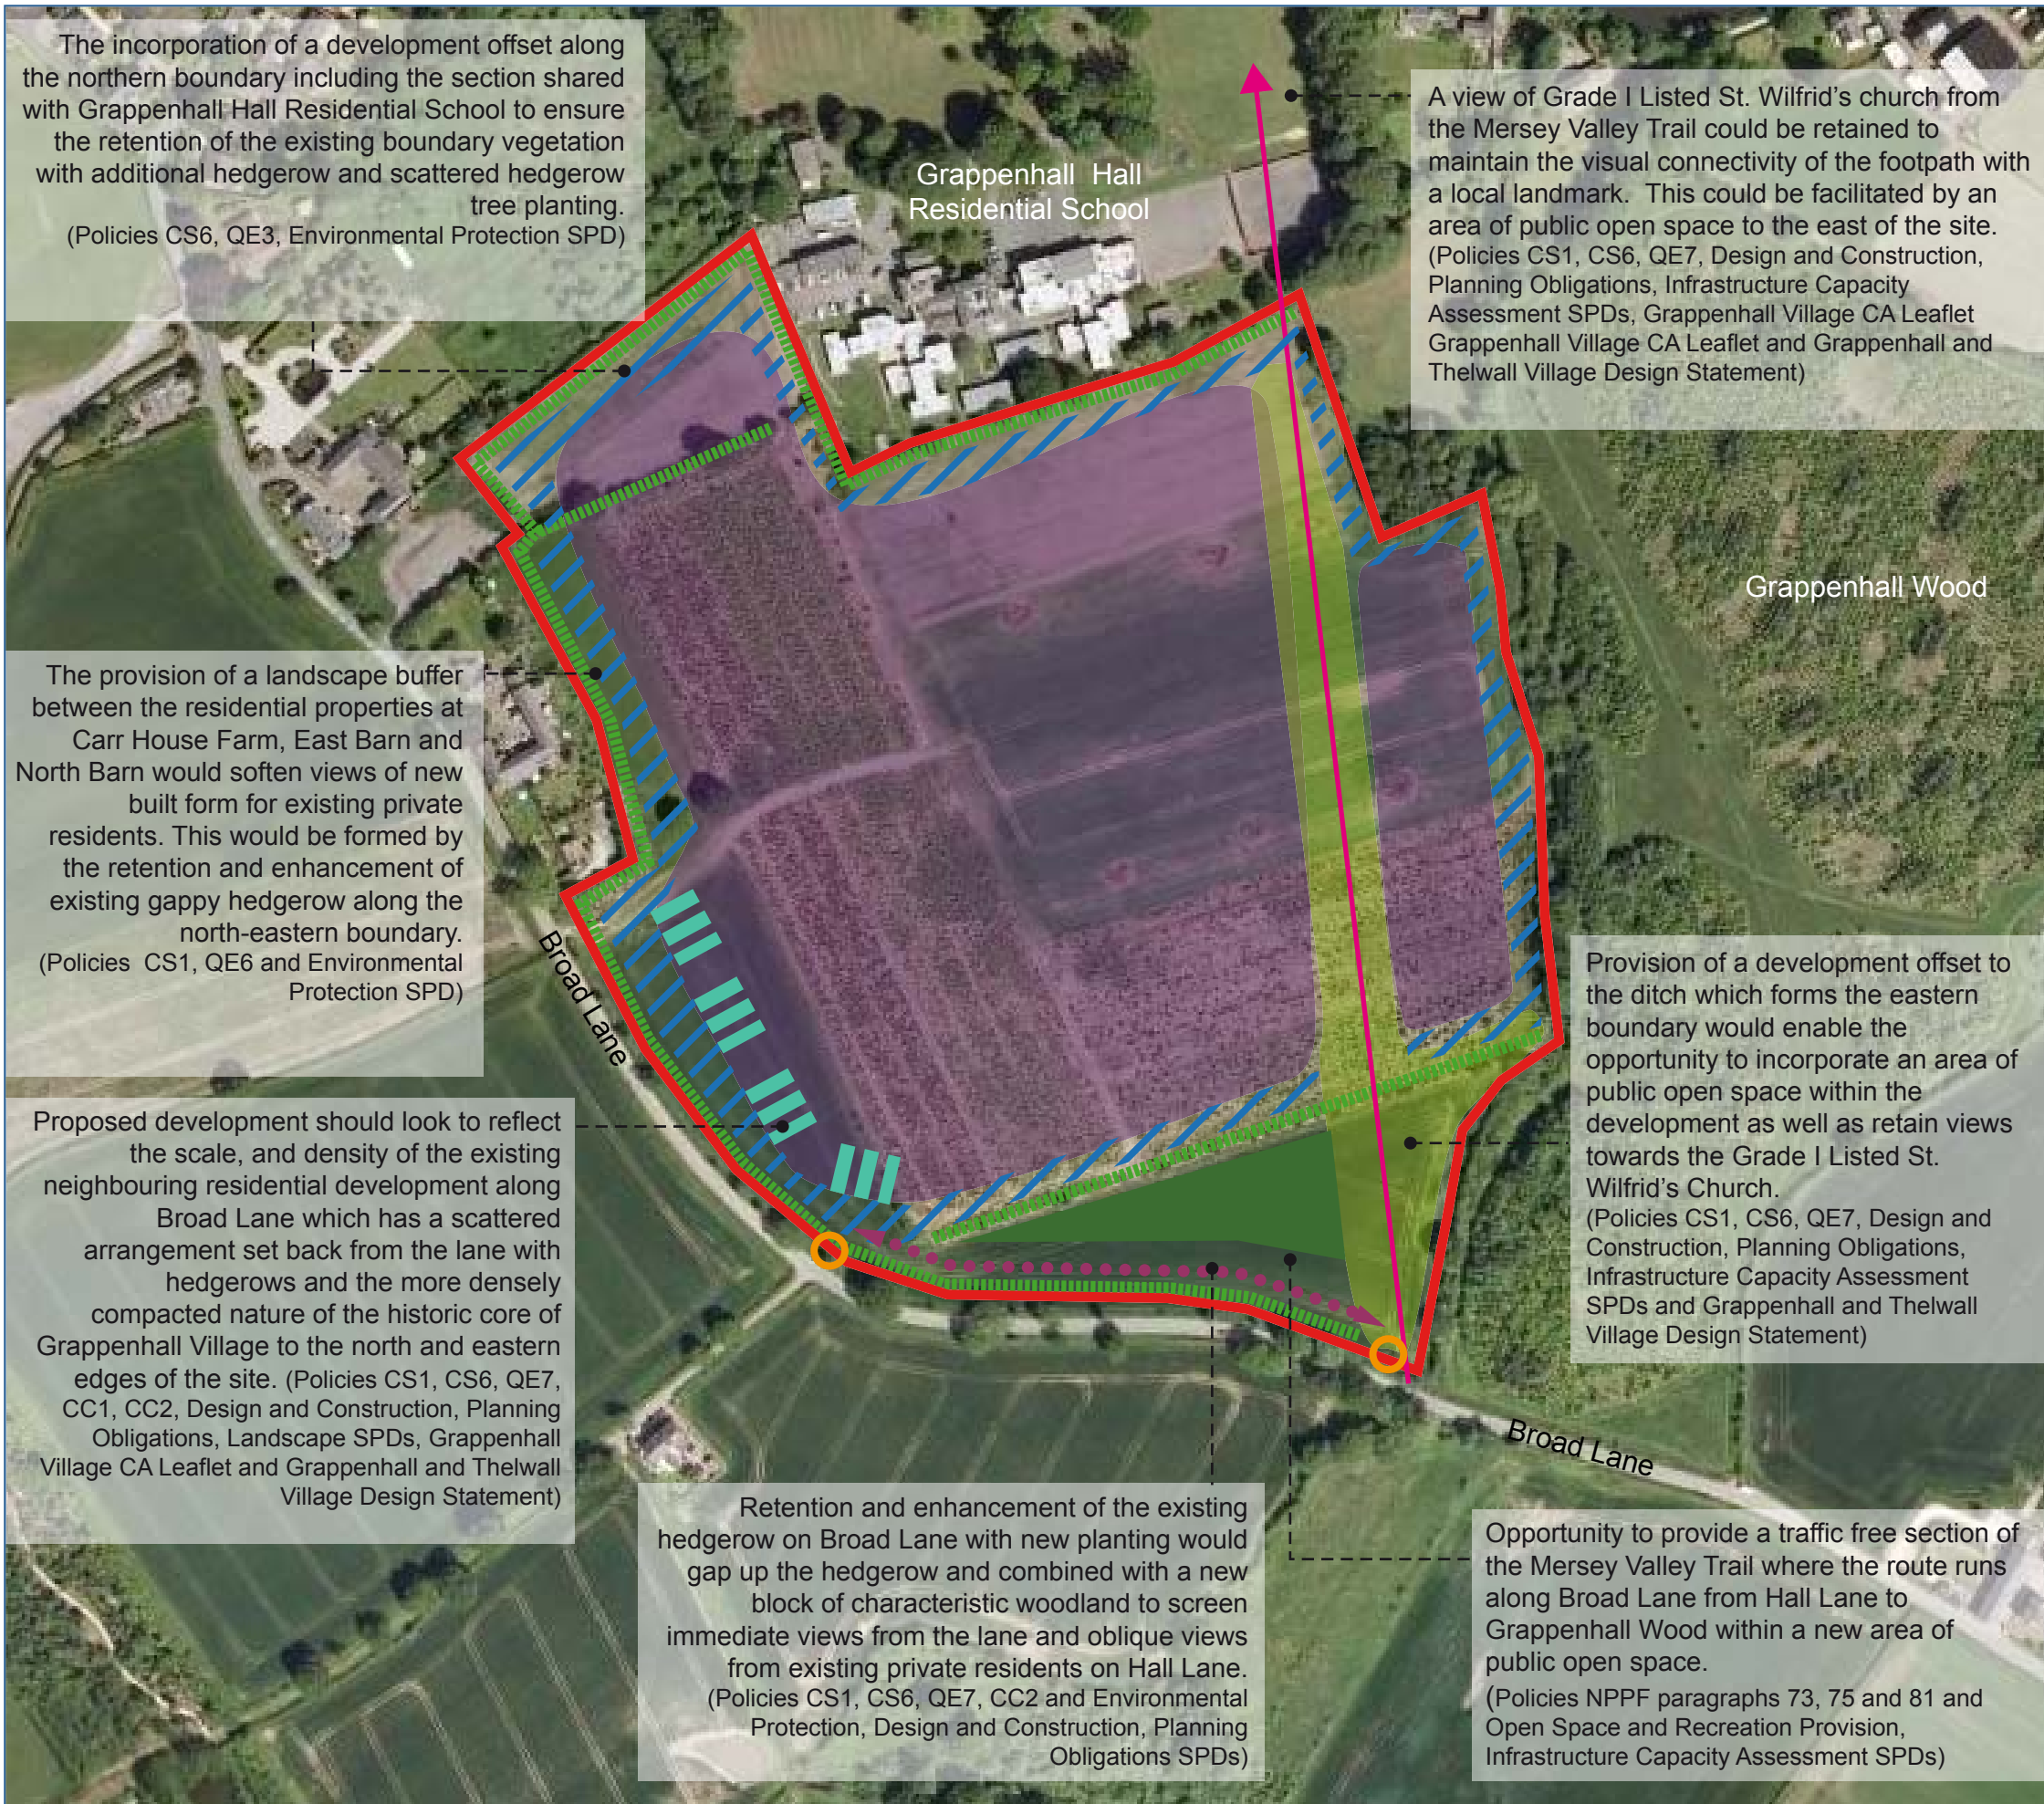 The incorporation of a development offset along
the northern boundary including the section shared
with Grappenhall Hall Residential School to ensure
the retention of the existing boundary vegetation
with additional hedgerow and scattered hedgerow
tree planting.
(Policies CS6, QE3, Environmental Protection SPD)
Grappenhall Hall
Residential School
A view of Grade I Listed St. Wilfrid's church from
the Mersey Valley Trail could be retained to
maintain the visual connectivity of the footpath with
a local landmark. This could be facilitated by an
area of public open space to the east of the site.
(Policies CS1, CS6, QE7, Design and Construction,
Planning Obligations, Infrastructure Capacity
Assessment SPDs, Grappenhall Village CA Leaflet
Grappenhall Village CA Leaflet and Grappenhall and
Thelwall Village Design Statement)
Grappenhall Wood
The provision of a landscape buffer
between the residential properties at
Carr House Farm, East Barn and
North Barn would soften views of new
built form for existing private
residents. This would be formed by
the retention and enhancement of
existing gappy hedgerow along the
north-eastern boundary.
(Policies CS1, QE6 and Environmental
Protection SPD)
Broad Lane
Provision of a development offset to
the ditch which forms the eastern
boundary would enable the
opportunity to incorporate an area of
public open space within the
development as well as retain views
towards the Grade I Listed St.
Wilfrid's Church.
(Policies CS1, CS6, QE7, Design and
Construction, Planning Obligations,
Infrastructure Capacity Assessment
SPDs and Grappenhall and Thelwall
Village Design Statement)
Proposed development should look to reflect
the scale, and density of the existing
neighbouring residential development along
Broad Lane which has a scattered
arrangement set back from the lane with
hedgerows and the more densely
compacted nature of the historic core of
Grappenhall Village to the north and eastern
edges of the site. (Policies CS1, CS6, QE7,
CC1, CC2, Design and Construction, Planning
Obligations, Landscape SPDs, Grappenhall
Village CA Leaflet and Grappenhall and Thelwall
Village Design Statement)
Broad Lane
Retention and enhancement of the existing
hedgerow on Broad Lane with new planting would
gap up the hedgerow and combined with a new
block of characteristic woodland to screen
immediate views from the lane and oblique views
from existing private residents on Hall Lane.
(Policies CS1, CS6, QE7, CC2 and Environmental
Protection, Design and Construction, Planning
Obligations SPDs)
Opportunity to provide a traffic free section of
the Mersey Valley Trail where the route runs
along Broad Lane from Hall Lane to
Grappenhall Wood within a new area of
public open space.
(Policies NPPF paragraphs 73, 75 and 81 and
Open Space and Recreation Provision,
Infrastructure Capacity Assessment SPDs)